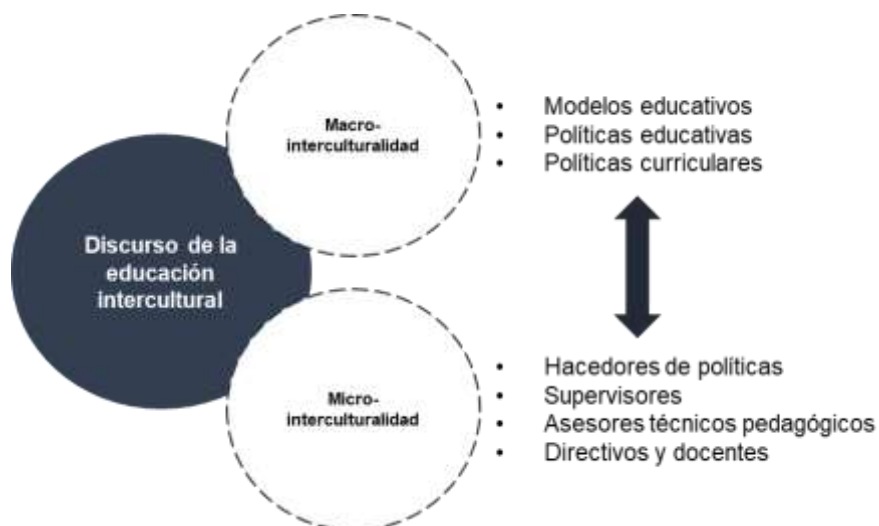 Macro-
interculturalidad
• Modelos educativos
• Políticas educativas
• Políticas curriculares
Discurso de la
educación
intercultural
Micro-
interculturalidad
• Hacedores de políticas
• Supervisores
• Asesores técnicos pedagógicos
• Directivos y docentes